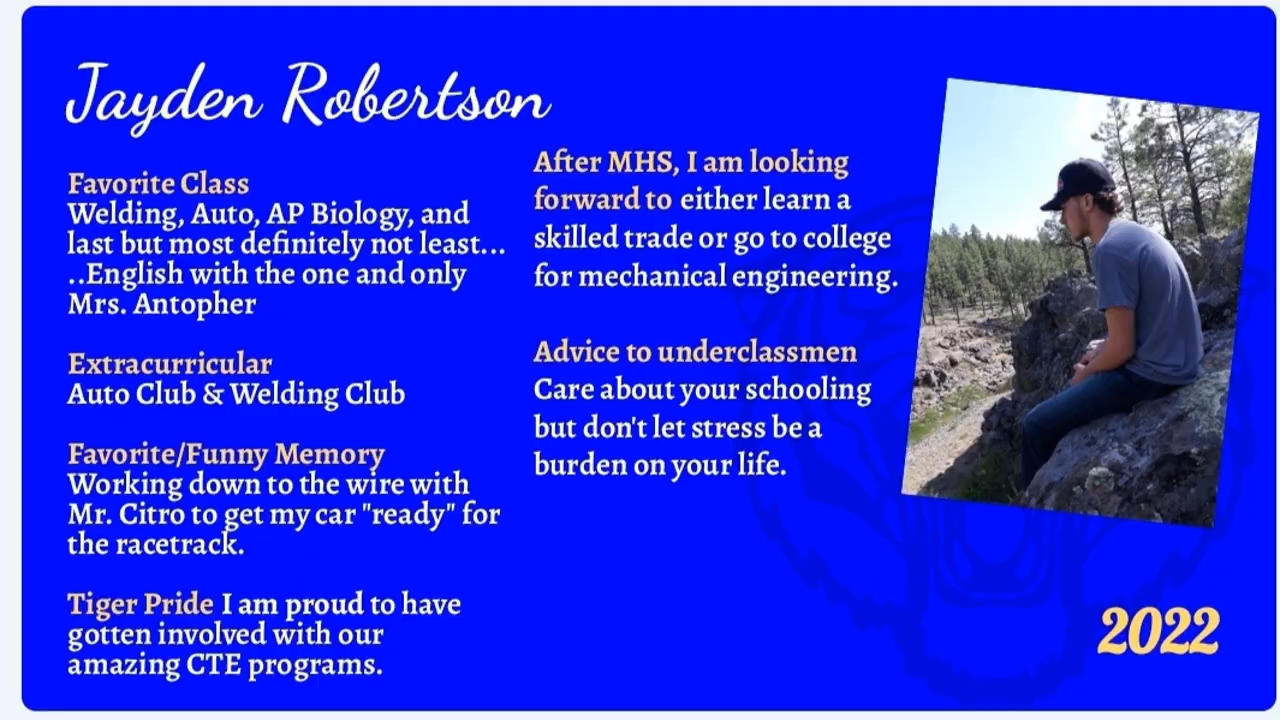 Jayden Robertson
Favorite Class
Welding, Auto, AP Biology, and
last but most definitely not least...
..English with the one and only
Mrs. Antopher
Extracurricular
Auto Club & Welding Club
Favorite/Funny Memory
Working down to the wire with
Mr. Citro to get my car "ready" for
the racetrack.
Tiger Pride I am proud to have
gotten involved with our
amazing CTE programs.
After MHS, I am looking
forward to either learn a
skilled trade or go to college
for mechanical engineering.
Advice to underclassmen
Care about your schooling
but don't let stress be a
burden on your life.
2022